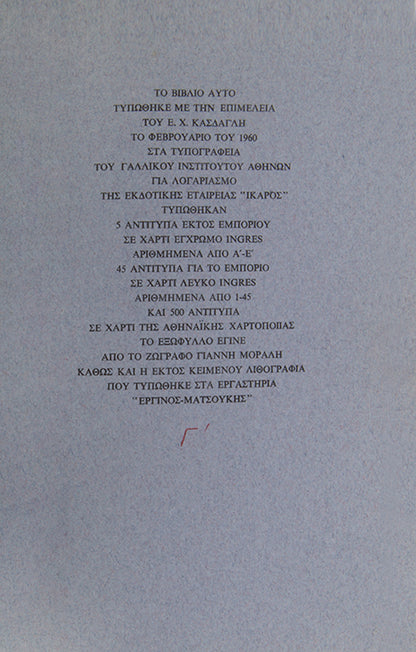 ΤΟ ΒΙΒΛΙΟ ΑΥΤΟ
ΤΥΠΩΘΗΚΕ ΜΕ ΤΗΝ ΕΠΙΜΕΛΕΙΑ
ΤΟΥ Ε. Χ. ΚΑΣΔΑΓΛΗ
ΤΟ ΦΕΒΡΟΥΑΡΙΟ ΤΟΥ 1960
ΣΤΑ ΤΥΠΟΓΡΑΦΕΙΑ
ΤΟΥ ΓΑΛΛΙΚΟΥ ΙΝΣΤΙΤΟΥΤΟΥ ΑΘΗΝΩΝ
ΓΙΑ ΛΟΓΑΡΙΑΣΜΟ
ΤΗΣ ΕΚΔΟΤΙΚΗΣ ΕΤΑΙΡΕΙΑΣ "ΙΚΑΡΟΣ"
ΤΥΠΩΘΗΚΑΝ
5 ΑΝΤΙΤΥΠΑ ΕΚΤΟΣ ΕΜΠΟΡΙΟΥ
ΣΕ ΧΑΡΤΙ ΕΓΧΡΩΜΟ INGRES
ΑΡΙΘΜΗΜΕΝΑ ΑΠΟ Α'-Ε'
45 ΑΝΤΙΤΥΠΑ ΓΙΑ ΤΟ ΕΜΠΟΡΙΟ
ΣΕ ΧΑΡΤΙ ΛΕΥΚΟ INGRES
ΑΡΙΘΜΗΜΕΝΑ ΑΠΟ 1-45
ΚΑΙ 500 ΑΝΤΙΤΥΠΑ
ΣΕ ΧΑΡΤΙ ΤΗΣ ΑΘΗΝΑΪΚΗΣ ΧΑΡΤΟΠΟΙΪΑΣ
ΤΟ ΕΞΩΦΥΛΛΟ ΕΓΙΝΕ
ΑΠΟ ΤΟ ΖΩΓΡΑΦΟ ΓΙΑΝΝΗ ΜΟΡΑΛΗ
ΚΑΘΩΣ ΚΑΙ Η ΕΚΤΟΣ ΚΕΙΜΕΝΟΥ ΛΙΘΟΓΡΑΦΙΑ
ΠΟΥ ΤΥΠΩΘΗΚΕ ΣΤΑ ΕΡΓΑΣΤΗΡΙΑ
"ΕΡΓΙΝΟΣ-ΜΑΤΣΟΥΚΗΣ"
Γ'